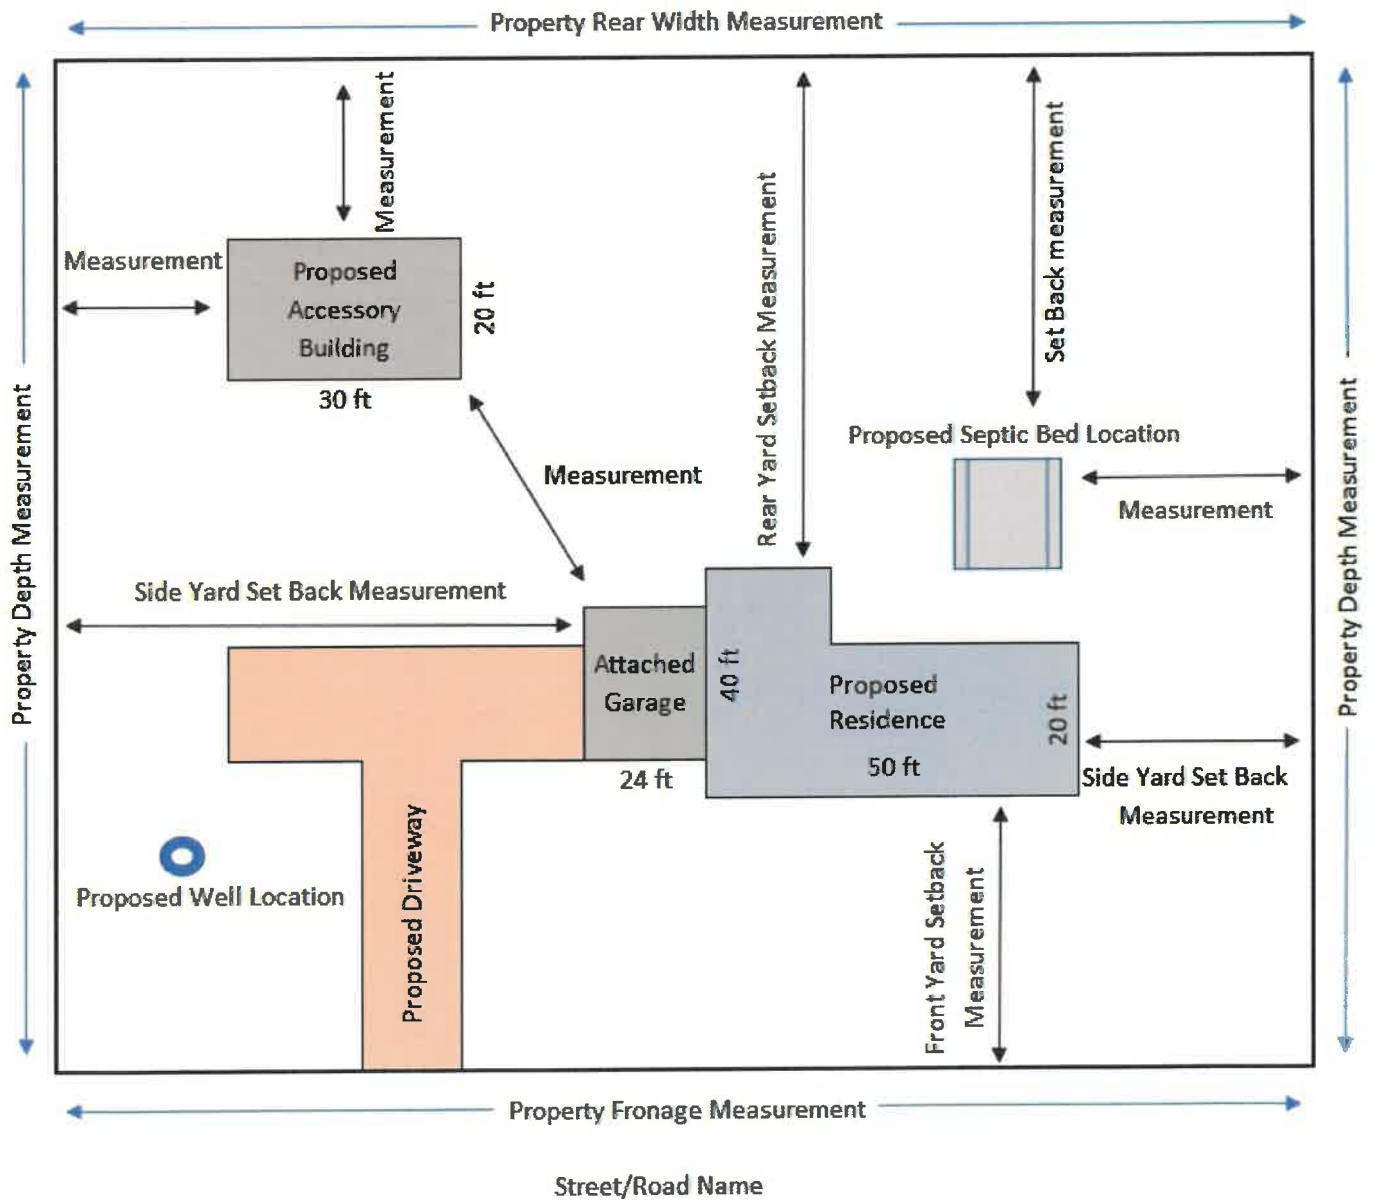 Property Rear Width Measurement
Measurement
Measurement
Proposed
Accessory
Building
20 ft
30 ft
Rear Yard Setback Measurement
Set Back measurement
Property Depth Measurement
Property Depth Measurement
Proposed Septic Bed Location
Measurement
Measurement
Side Yard Set Back Measurement
Attached
Garage
24 ft
40 ft
Proposed
Residence
50 ft
20 ft
Side Yard Set Back
Measurement
Proposed Well Location
Proposed Driveway
Front Yard Setback
Measurement
Property Fronage Measurement
Street/Road Name